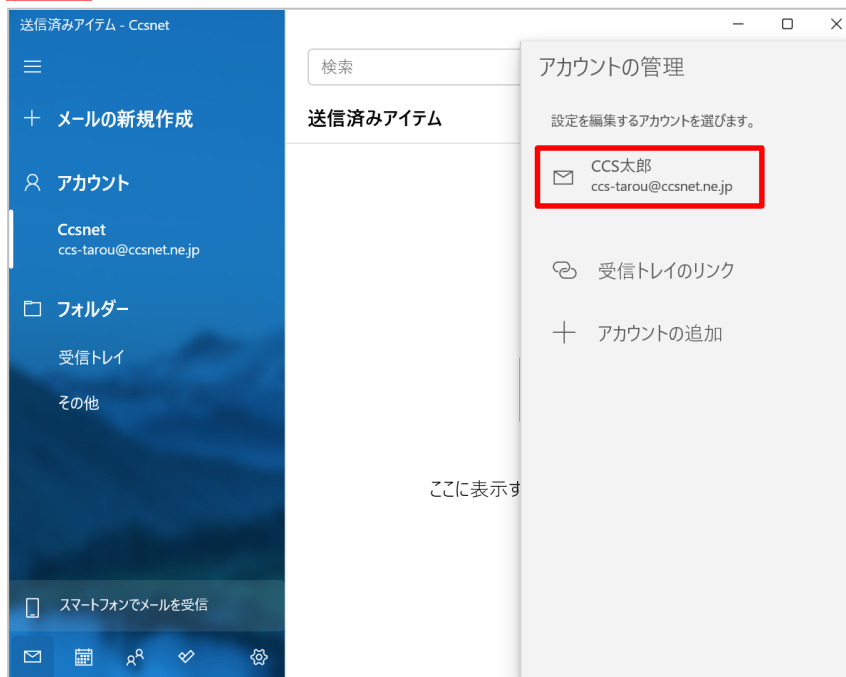 送信済みアイテム - Ccsnet
メールの新規作成
アカウント
Ccsnet
ccs-tarou@ccsnet.ne.jp
フォルダー
受信トレイ
その他
スマートフォンでメールを受信
検索
送信済みアイテム
ここに表示す
アカウントの管理
設定を編集するアカウントを選びます。
CCS太郎
ccs-tarou@ccsnet.ne.jp
受信トレイのリンク
アカウントの追加